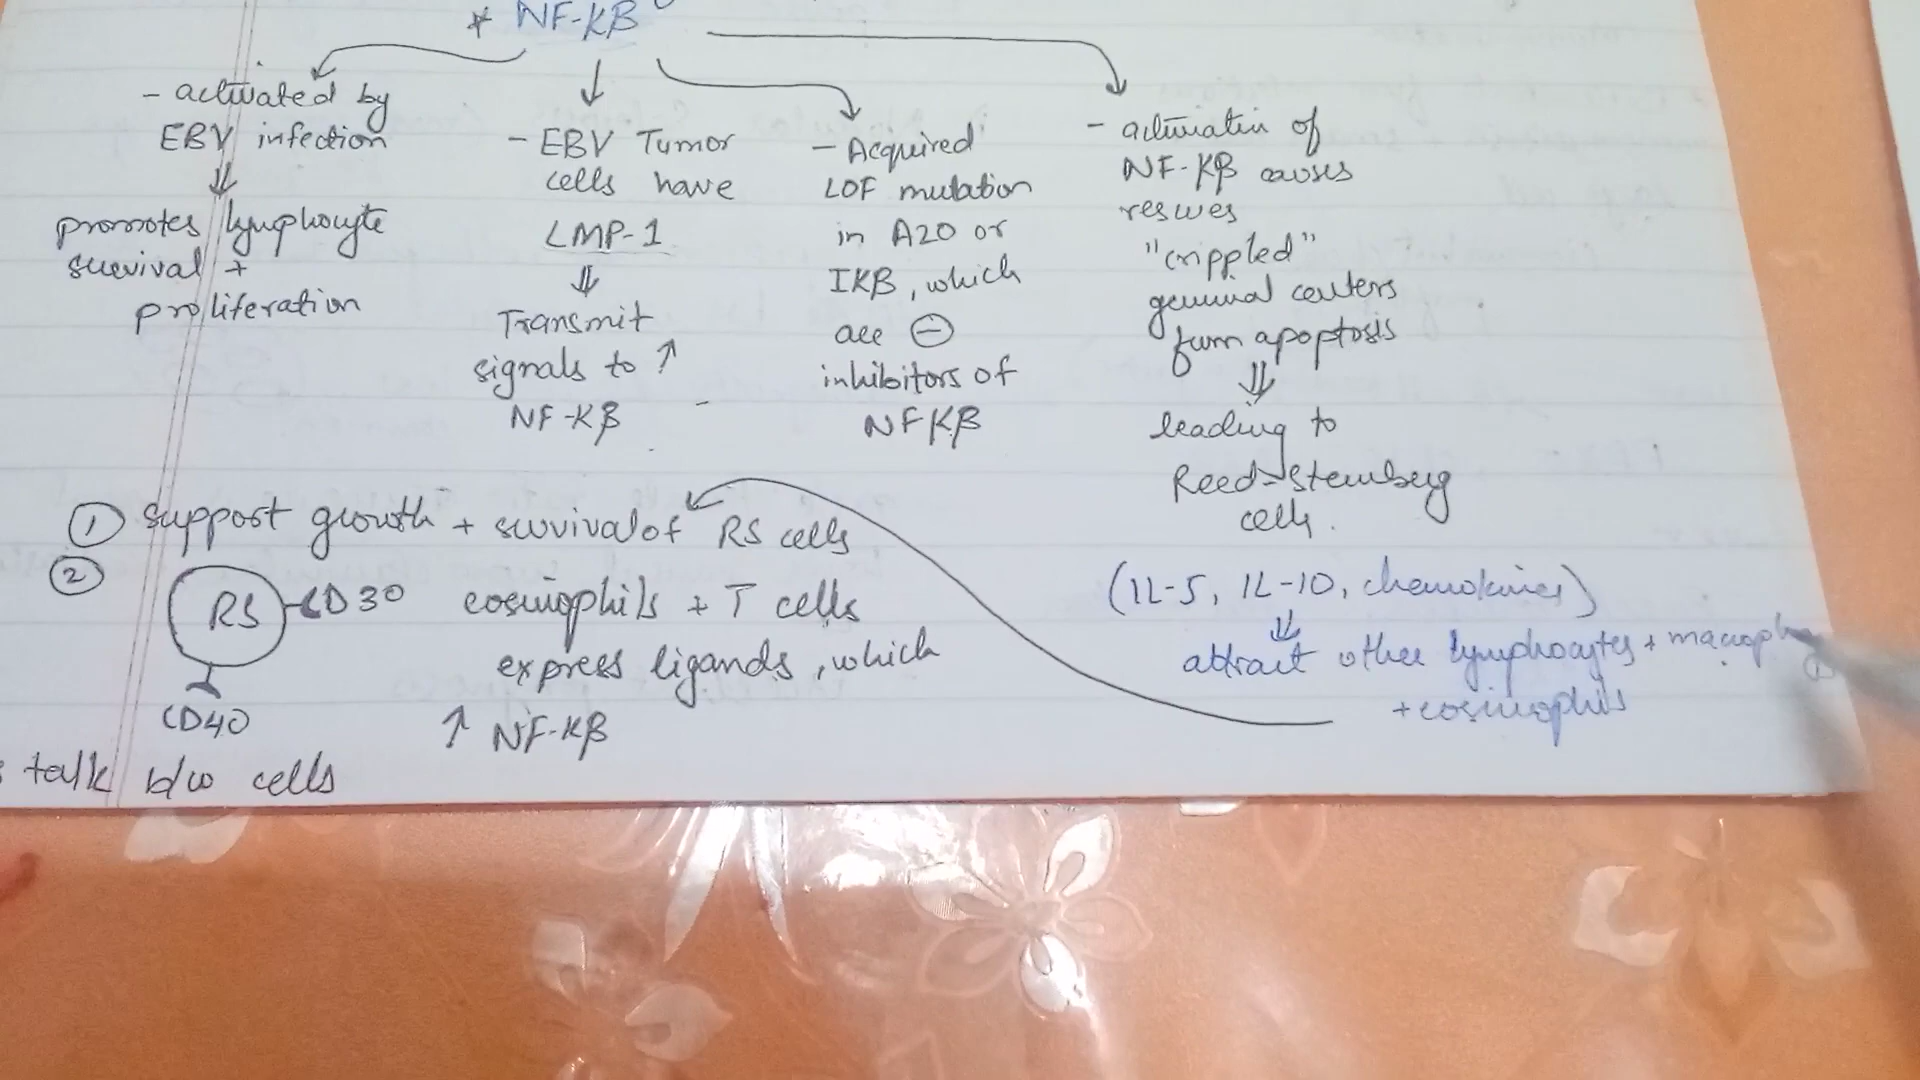 * NF-KB
- activated by
EBV infection
⇓
promotes lymphocyte
survival +
proliferation
- EBV Tumor
cells have
LMP-1
⇓
Transmit
signals to ↑
NF-Kβ
- Acquired
LOF mutation
in A20 or
IKB, which
are ⊖
inhibitors of
NFKβ
- activation of
NF-Kβ causes
rescues
"crippled"
germinal centers
from apoptosis
⇓
leading to
Reed-Sternberg
cells.
(IL-5, IL-10, chemokines)
⇓
attract other lymphocytes +
+ eosinophils
① support growth + survival of RS cells
②
RS CD30
CD40
eosinophils + T cells
express ligands, which
↑ NF-Kβ
talk b/w cells